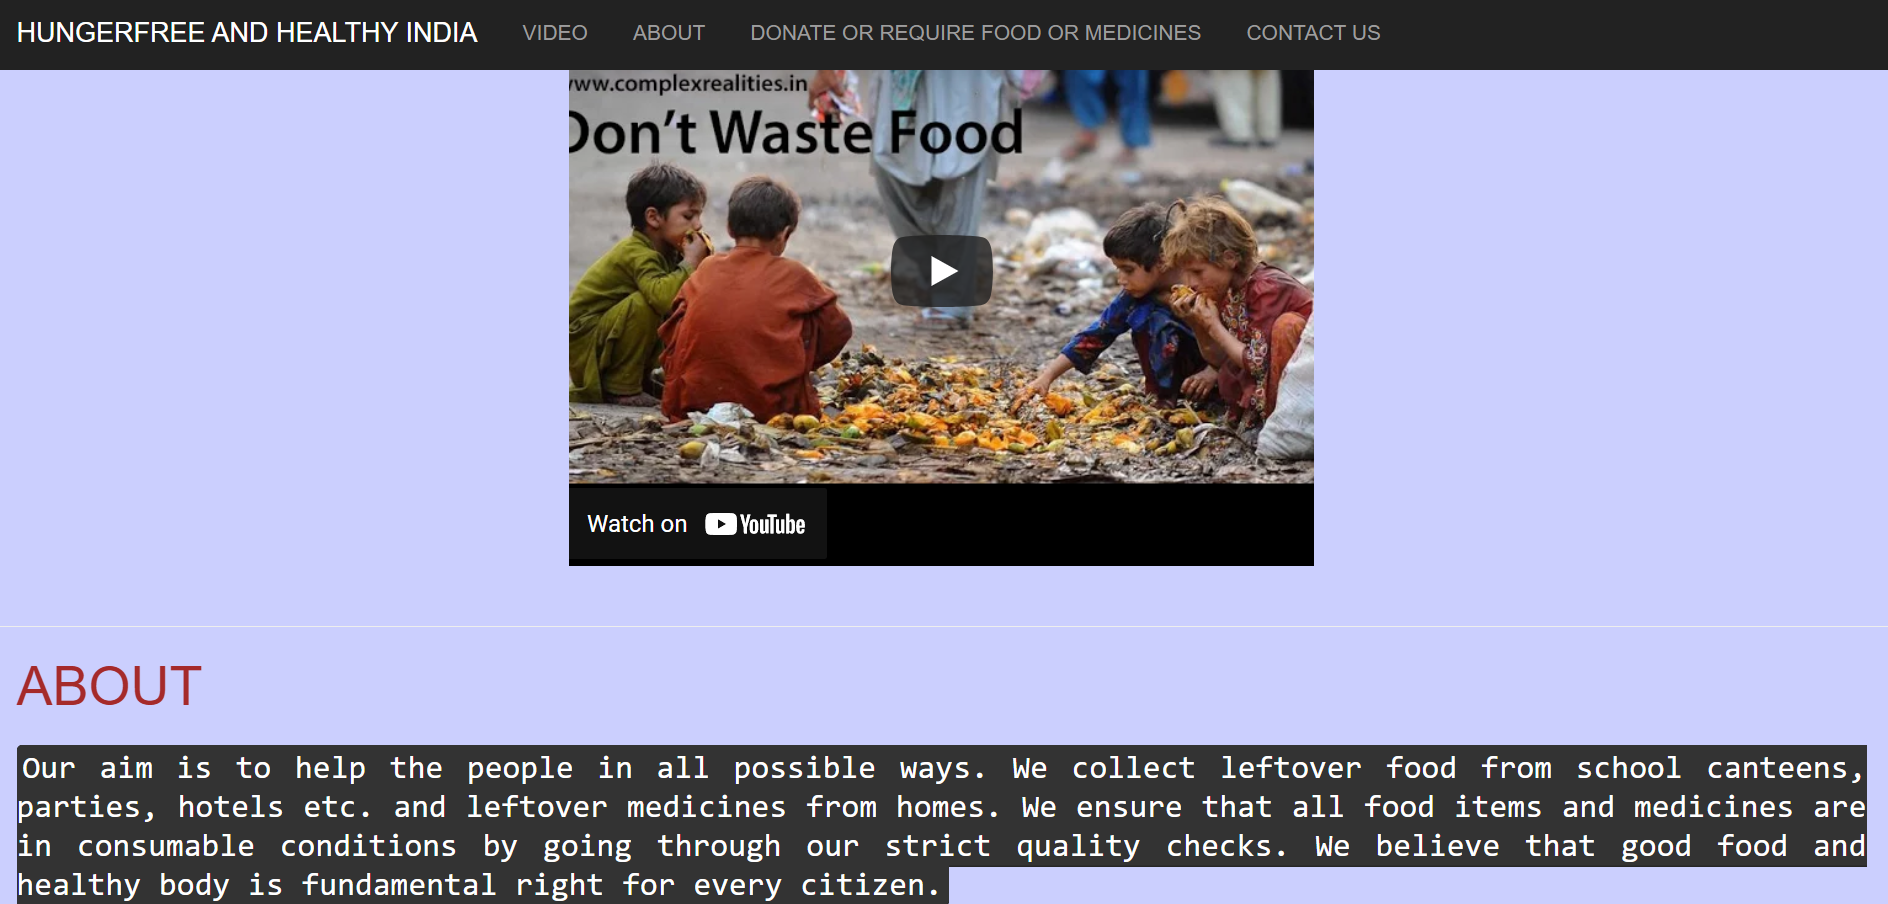 HUNGERFREE AND HEALTHY INDIA VIDEO ABOUT DONATE OR REQUIRE FOOD OR MEDICINES CONTACT US
www.complexrealities.in
Don't Waste Food
Watch on YouTube
ABOUT
Our aim is to help the people in all possible ways. We collect leftover food from school canteens,
parties, hotels etc. and leftover medicines from homes. We ensure that all food items and medicines are
in consumable conditions by going through our strict quality checks. We believe that good food and
healthy body is fundamental right for every citizen.